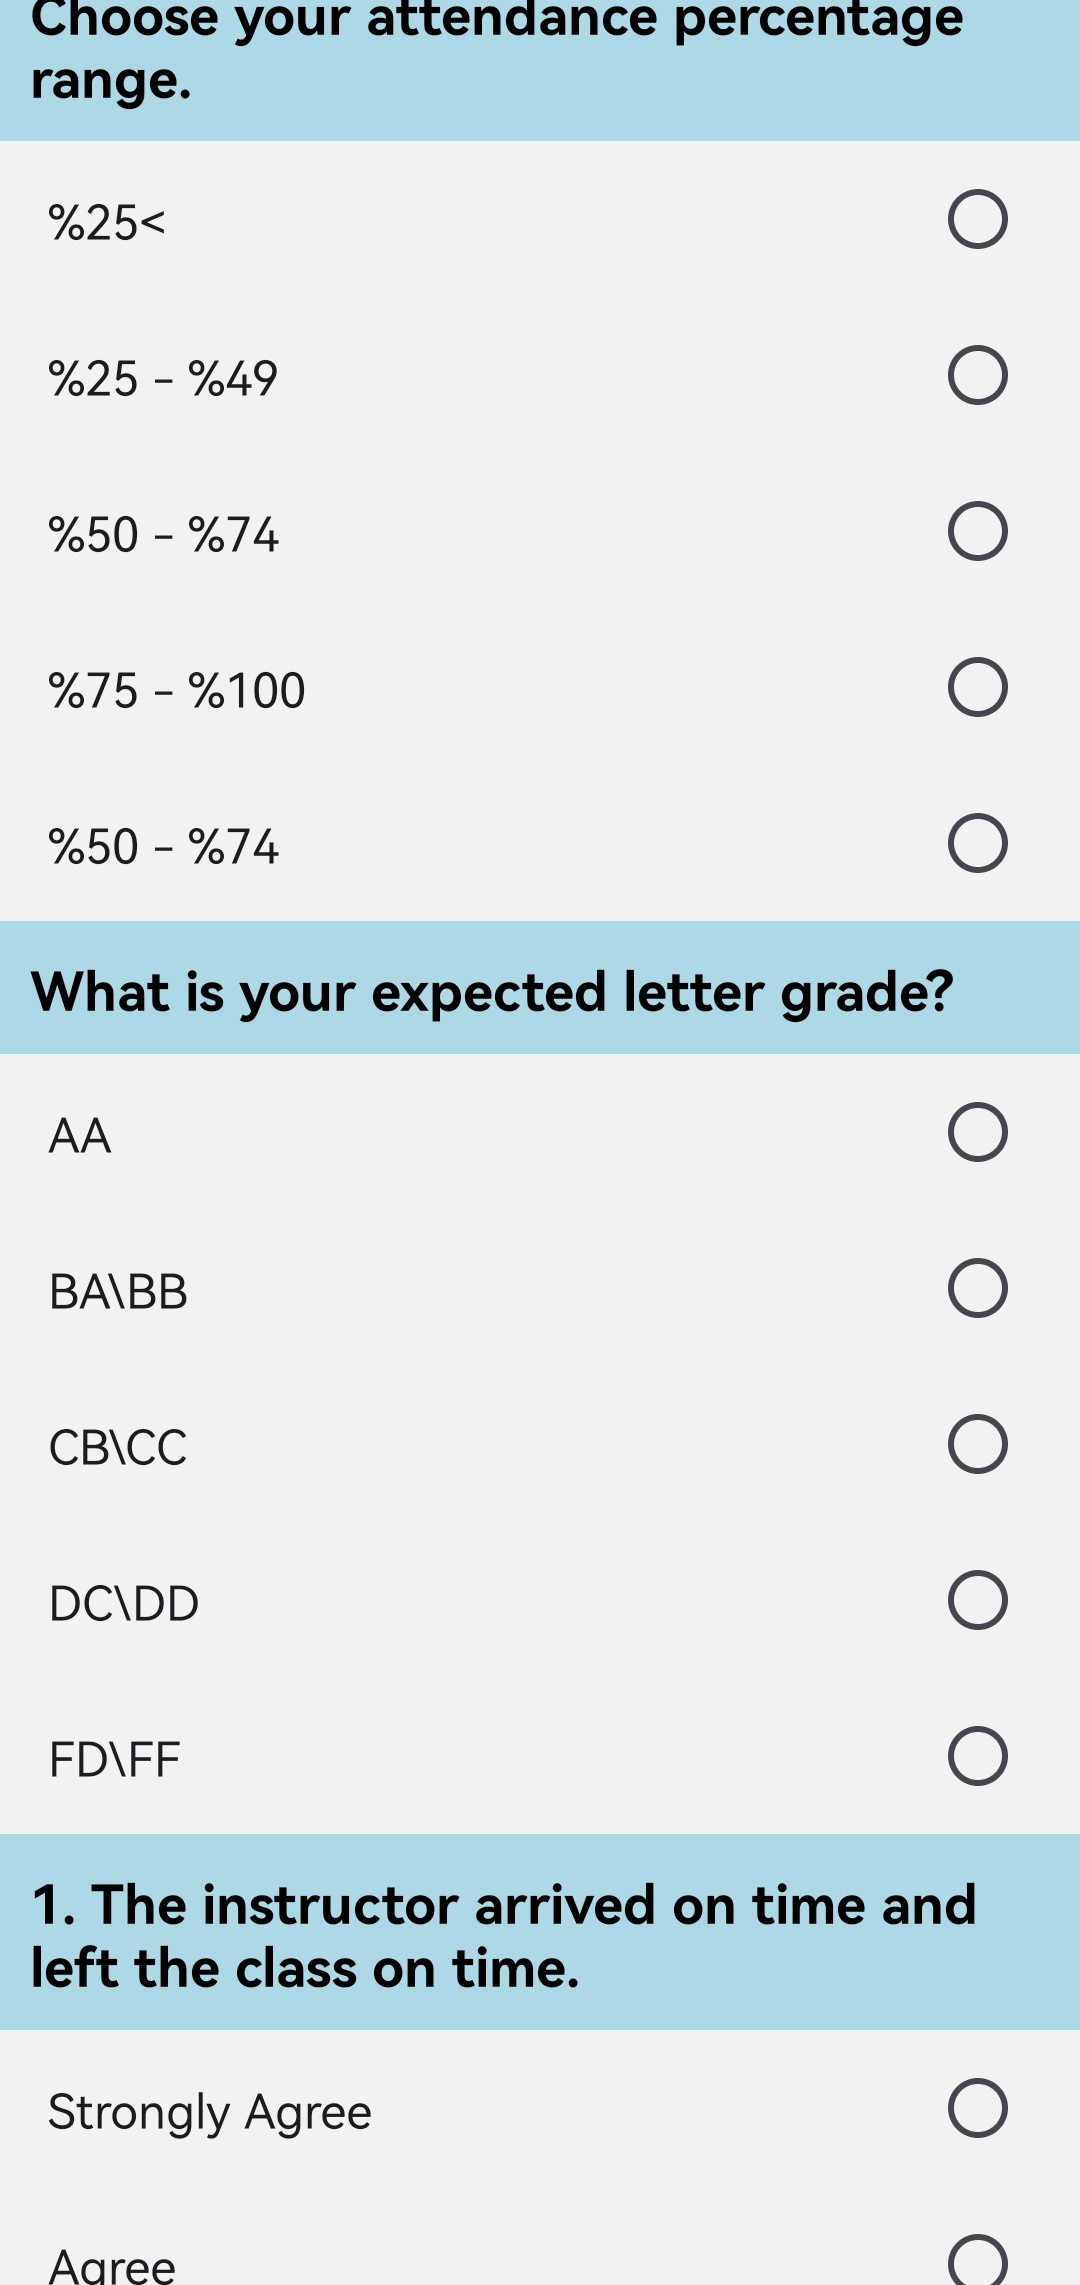 Choose your attendance percentage
range.
%25<
%25 - %49
%50 - %74
%75 - %100
%50 - %74
What is your expected letter grade?
AA
BA\BB
CB\CC
DC\DD
FD\FF
1. The instructor arrived on time and
left the class on time.
Strongly Agree
Agree